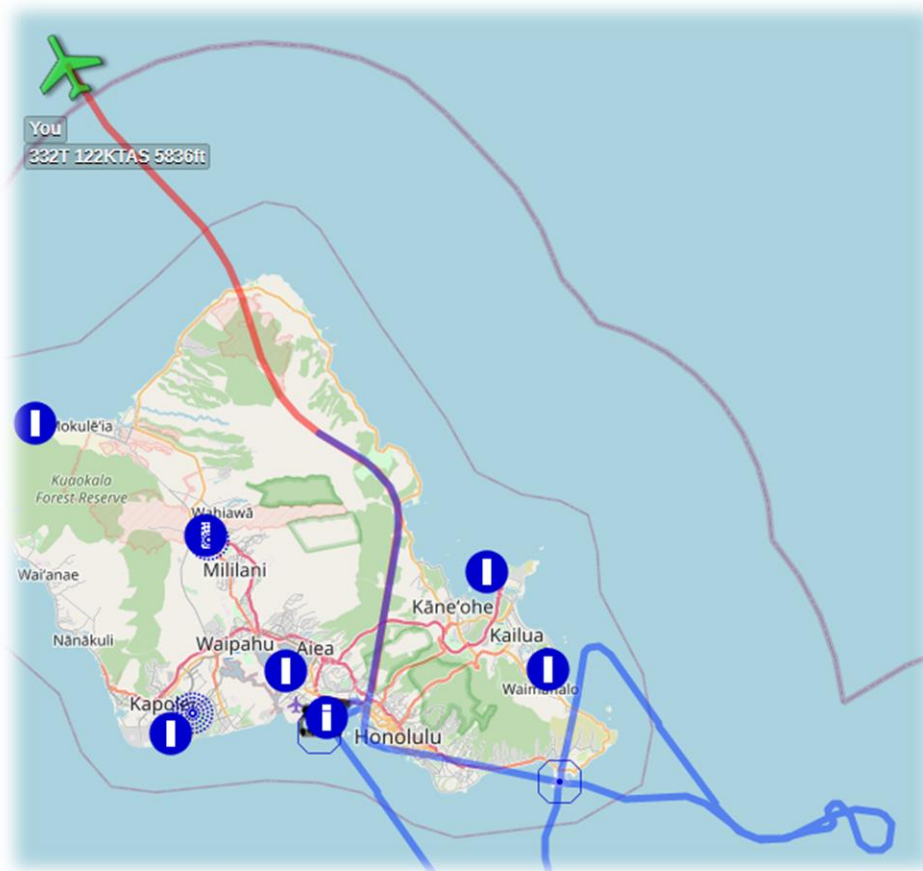 You
332T 122KTAS 5836ft
Mokulē'ia
Kuaokala
Forest Reserve
Wahiawā
Mililani
Wai'anae
Kāne'ohe
Nānākuli
Waipahu
Aiea
Kailua
Waimānalo
Kapolei
Honolulu